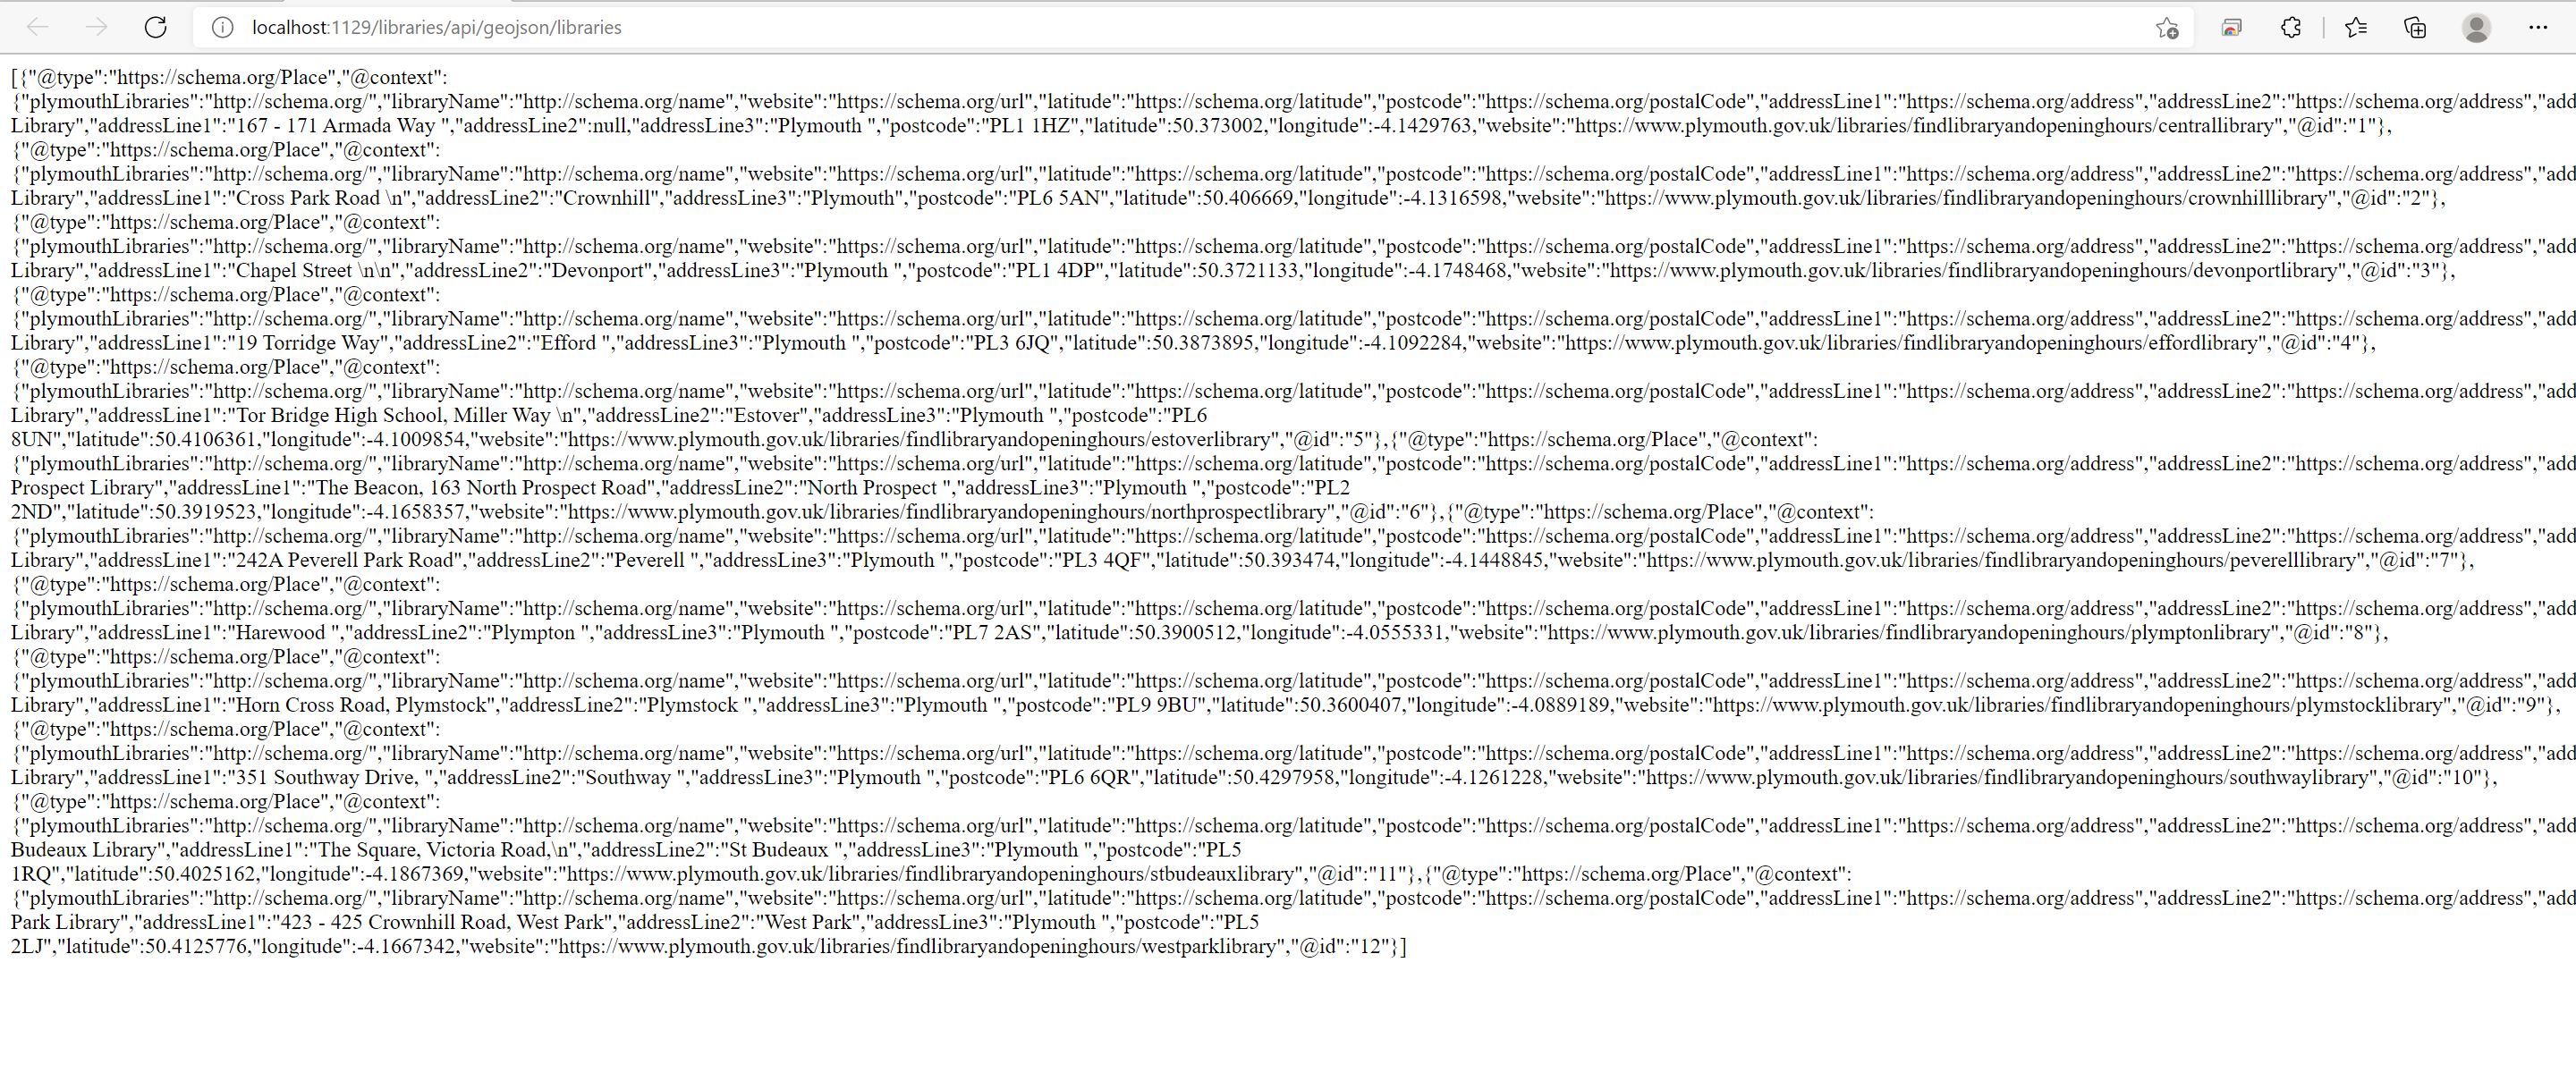 localhost:1129/libraries/api/geojson/libraries
[{"@type":"https://schema.org/Place","@context":
{"plymouthLibraries":"http://schema.org/","libraryName":"http://schema.org/name","website":"https://schema.org/url","latitude":"https://schema.org/latitude","postcode":"https://schema.org/postalCode","addressLine1":"https://schema.org/address","addressLine2":"https://schema.org/address","add
Library","addressLine1":"167 - 171 Armada Way ","addressLine2":null,"addressLine3":"Plymouth ","postcode":"PL1 1HZ","latitude":50.373002,"longitude":-4.1429763,"website":"https://www.plymouth.gov.uk/libraries/findlibraryandopeninghours/centrallibrary","@id":"1"},
{"@type":"https://schema.org/Place","@context":
{"plymouthLibraries":"http://schema.org/","libraryName":"http://schema.org/name","website":"https://schema.org/url","latitude":"https://schema.org/latitude","postcode":"https://schema.org/postalCode","addressLine1":"https://schema.org/address","addressLine2":"https://schema.org/address","add
Library","addressLine1":"Cross Park Road \n","addressLine2":"Crownhill","addressLine3":"Plymouth","postcode":"PL6 5AN","latitude":50.406669,"longitude":-4.1316598,"website":"https://www.plymouth.gov.uk/libraries/findlibraryandopeninghours/crownhilllibrary","@id":"2"},
{"@type":"https://schema.org/Place","@context":
{"plymouthLibraries":"http://schema.org/","libraryName":"http://schema.org/name","website":"https://schema.org/url","latitude":"https://schema.org/latitude","postcode":"https://schema.org/postalCode","addressLine1":"https://schema.org/address","addressLine2":"https://schema.org/address","add
Library","addressLine1":"Chapel Street \n\n","addressLine2":"Devonport","addressLine3":"Plymouth ","postcode":"PL1 4DP","latitude":50.3721133,"longitude":-4.1748468,"website":"https://www.plymouth.gov.uk/libraries/findlibraryandopeninghours/devonportlibrary","@id":"3"},
{"@type":"https://schema.org/Place","@context":
{"plymouthLibraries":"http://schema.org/","libraryName":"http://schema.org/name","website":"https://schema.org/url","latitude":"https://schema.org/latitude","postcode":"https://schema.org/postalCode","addressLine1":"https://schema.org/address","addressLine2":"https://schema.org/address","add
Library","addressLine1":"19 Torridge Way","addressLine2":"Efford ","addressLine3":"Plymouth ","postcode":"PL3 6JQ","latitude":50.3873895,"longitude":-4.1092284,"website":"https://www.plymouth.gov.uk/libraries/findlibraryandopeninghours/effordlibrary","@id":"4"},
{"@type":"https://schema.org/Place","@context":
{"plymouthLibraries":"http://schema.org/","libraryName":"http://schema.org/name","website":"https://schema.org/url","latitude":"https://schema.org/latitude","postcode":"https://schema.org/postalCode","addressLine1":"https://schema.org/address","addressLine2":"https://schema.org/address","add
Library","addressLine1":"Tor Bridge High School, Miller Way \n","addressLine2":"Estover","addressLine3":"Plymouth ","postcode":"PL6
8UN","latitude":50.4106361,"longitude":-4.1009854,"website":"https://www.plymouth.gov.uk/libraries/findlibraryandopeninghours/estoverlibrary","@id":"5"},{"@type":"https://schema.org/Place","@context":
{"plymouthLibraries":"http://schema.org/","libraryName":"http://schema.org/name","website":"https://schema.org/url","latitude":"https://schema.org/latitude","postcode":"https://schema.org/postalCode","addressLine1":"https://schema.org/address","addressLine2":"https://schema.org/address","add
Prospect Library","addressLine1":"The Beacon, 163 North Prospect Road","addressLine2":"North Prospect ","addressLine3":"Plymouth ","postcode":"PL2
2ND","latitude":50.3919523,"longitude":-4.1658357,"website":"https://www.plymouth.gov.uk/libraries/findlibraryandopeninghours/northprospectlibrary","@id":"6"},{"@type":"https://schema.org/Place","@context":
{"plymouthLibraries":"http://schema.org/","libraryName":"http://schema.org/name","website":"https://schema.org/url","latitude":"https://schema.org/latitude","postcode":"https://schema.org/postalCode","addressLine1":"https://schema.org/address","addressLine2":"https://schema.org/address","add
Library","addressLine1":"242A Peverell Park Road","addressLine2":"Peverell ","addressLine3":"Plymouth ","postcode":"PL3 4QF","latitude":50.393474,"longitude":-4.1448845,"website":"https://www.plymouth.gov.uk/libraries/findlibraryandopeninghours/peverelllibrary","@id":"7"},
{"@type":"https://schema.org/Place","@context":
{"plymouthLibraries":"http://schema.org/","libraryName":"http://schema.org/name","website":"https://schema.org/url","latitude":"https://schema.org/latitude","postcode":"https://schema.org/postalCode","addressLine1":"https://schema.org/address","addressLine2":"https://schema.org/address","add
Library","addressLine1":"Harewood ","addressLine2":"Plympton ","addressLine3":"Plymouth ","postcode":"PL7 2AS","latitude":50.3900512,"longitude":-4.0555331,"website":"https://www.plymouth.gov.uk/libraries/findlibraryandopeninghours/plymptonlibrary","@id":"8"},
{"@type":"https://schema.org/Place","@context":
{"plymouthLibraries":"http://schema.org/","libraryName":"http://schema.org/name","website":"https://schema.org/url","latitude":"https://schema.org/latitude","postcode":"https://schema.org/postalCode","addressLine1":"https://schema.org/address","addressLine2":"https://schema.org/address","add
Library","addressLine1":"Horn Cross Road, Plymstock","addressLine2":"Plymstock ","addressLine3":"Plymouth ","postcode":"PL9 9BU","latitude":50.3600407,"longitude":-4.0889189,"website":"https://www.plymouth.gov.uk/libraries/findlibraryandopeninghours/plymstocklibrary","@id":"9"},
{"@type":"https://schema.org/Place","@context":
{"plymouthLibraries":"http://schema.org/","libraryName":"http://schema.org/name","website":"https://schema.org/url","latitude":"https://schema.org/latitude","postcode":"https://schema.org/postalCode","addressLine1":"https://schema.org/address","addressLine2":"https://schema.org/address","add
Library","addressLine1":"351 Southway Drive, ","addressLine2":"Southway ","addressLine3":"Plymouth ","postcode":"PL6 6QR","latitude":50.4297958,"longitude":-4.1261228,"website":"https://www.plymouth.gov.uk/libraries/findlibraryandopeninghours/southwaylibrary","@id":"10"},
{"@type":"https://schema.org/Place","@context":
{"plymouthLibraries":"http://schema.org/","libraryName":"http://schema.org/name","website":"https://schema.org/url","latitude":"https://schema.org/latitude","postcode":"https://schema.org/postalCode","addressLine1":"https://schema.org/address","addressLine2":"https://schema.org/address","add
Budeaux Library","addressLine1":"The Square, Victoria Road,\n","addressLine2":"St Budeaux ","addressLine3":"Plymouth ","postcode":"PL5
1RQ","latitude":50.4025162,"longitude":-4.1867369,"website":"https://www.plymouth.gov.uk/libraries/findlibraryandopeninghours/stbudeauxlibrary","@id":"11"},{"@type":"https://schema.org/Place","@context":
{"plymouthLibraries":"http://schema.org/","libraryName":"http://schema.org/name","website":"https://schema.org/url","latitude":"https://schema.org/latitude","postcode":"https://schema.org/postalCode","addressLine1":"https://schema.org/address","addressLine2":"https://schema.org/address","add
Park Library","addressLine1":"423 - 425 Crownhill Road, West Park","addressLine2":"West Park","addressLine3":"Plymouth ","postcode":"PL5
2LJ","latitude":50.4125776,"longitude":-4.1667342,"website":"https://www.plymouth.gov.uk/libraries/findlibraryandopeninghours/westparklibrary","@id":"12"}]